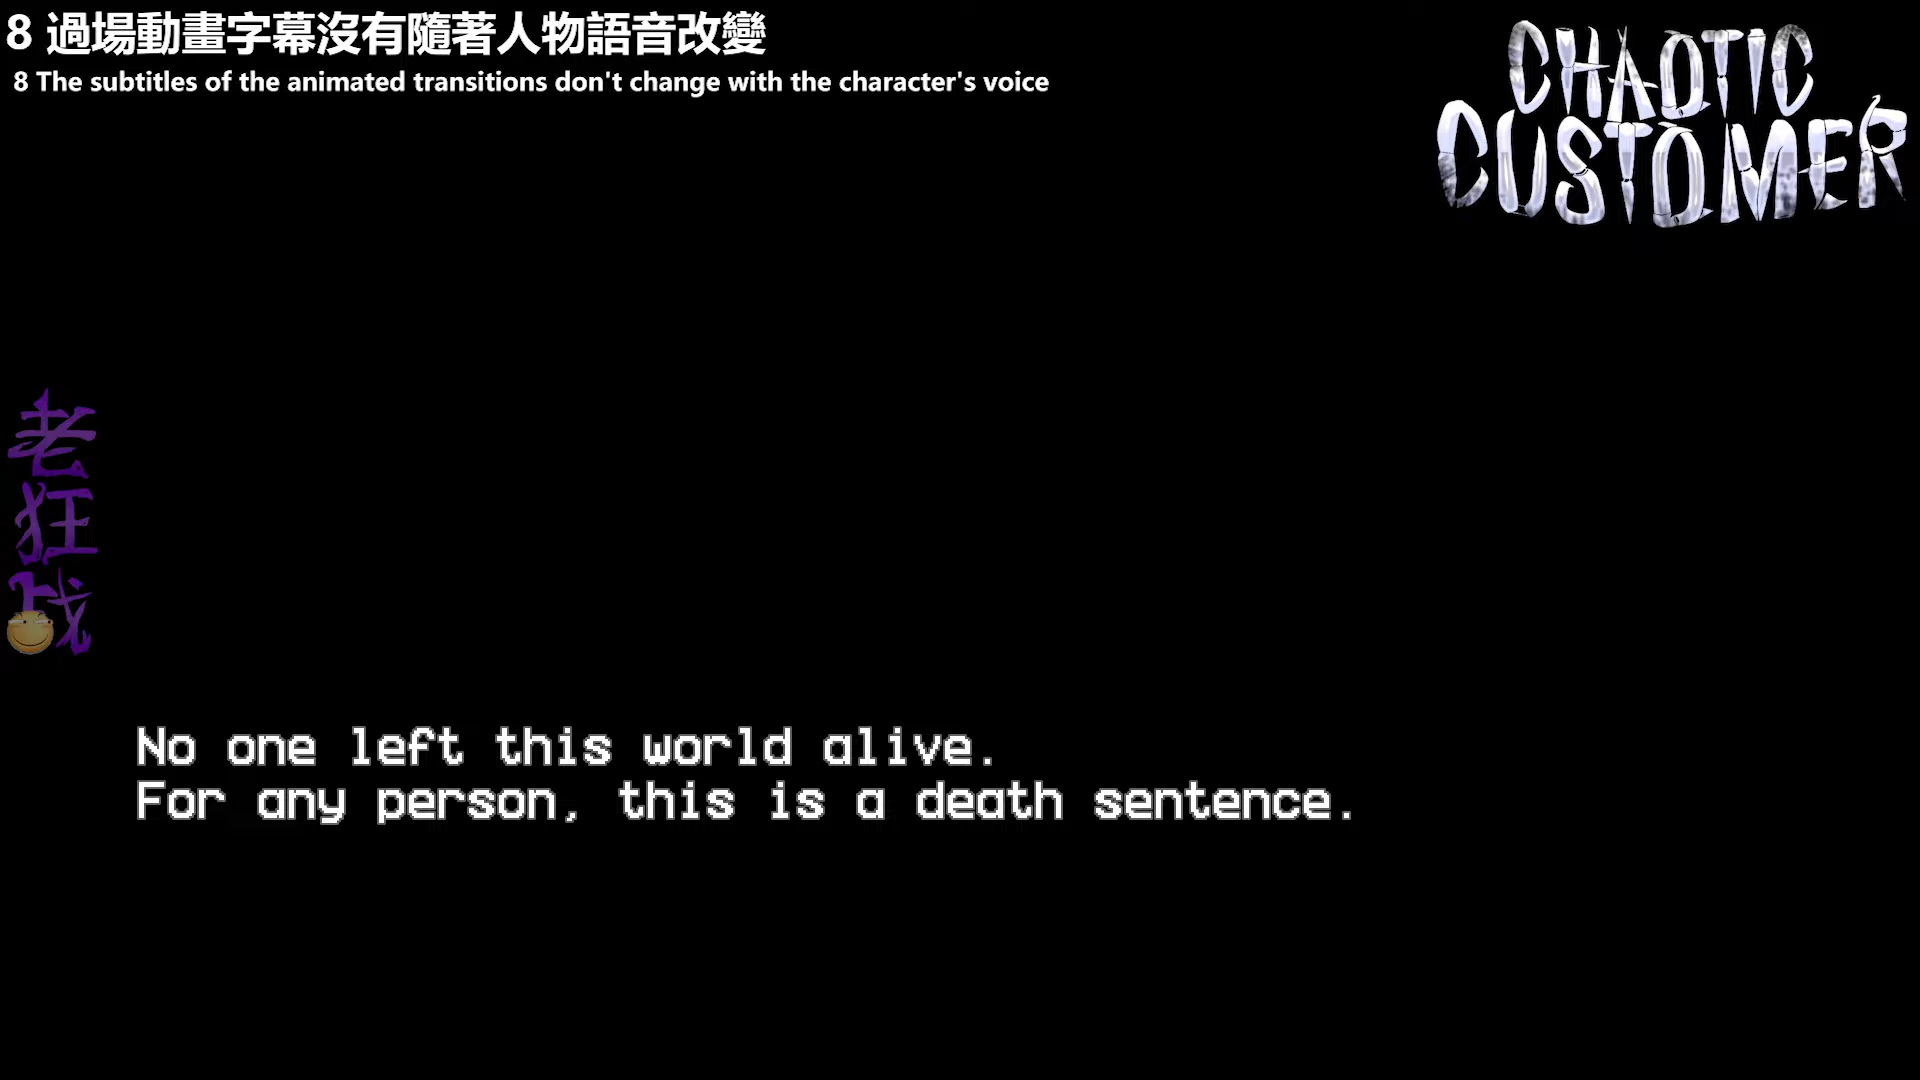 8 過場動畫字幕沒有隨著人物語音改變
8 The subtitles of the animated transitions don't change with the character's voice
CHAOTIC
CUSTOMER
老
狂
战
No one left this world alive.
For any person, this is a death sentence.